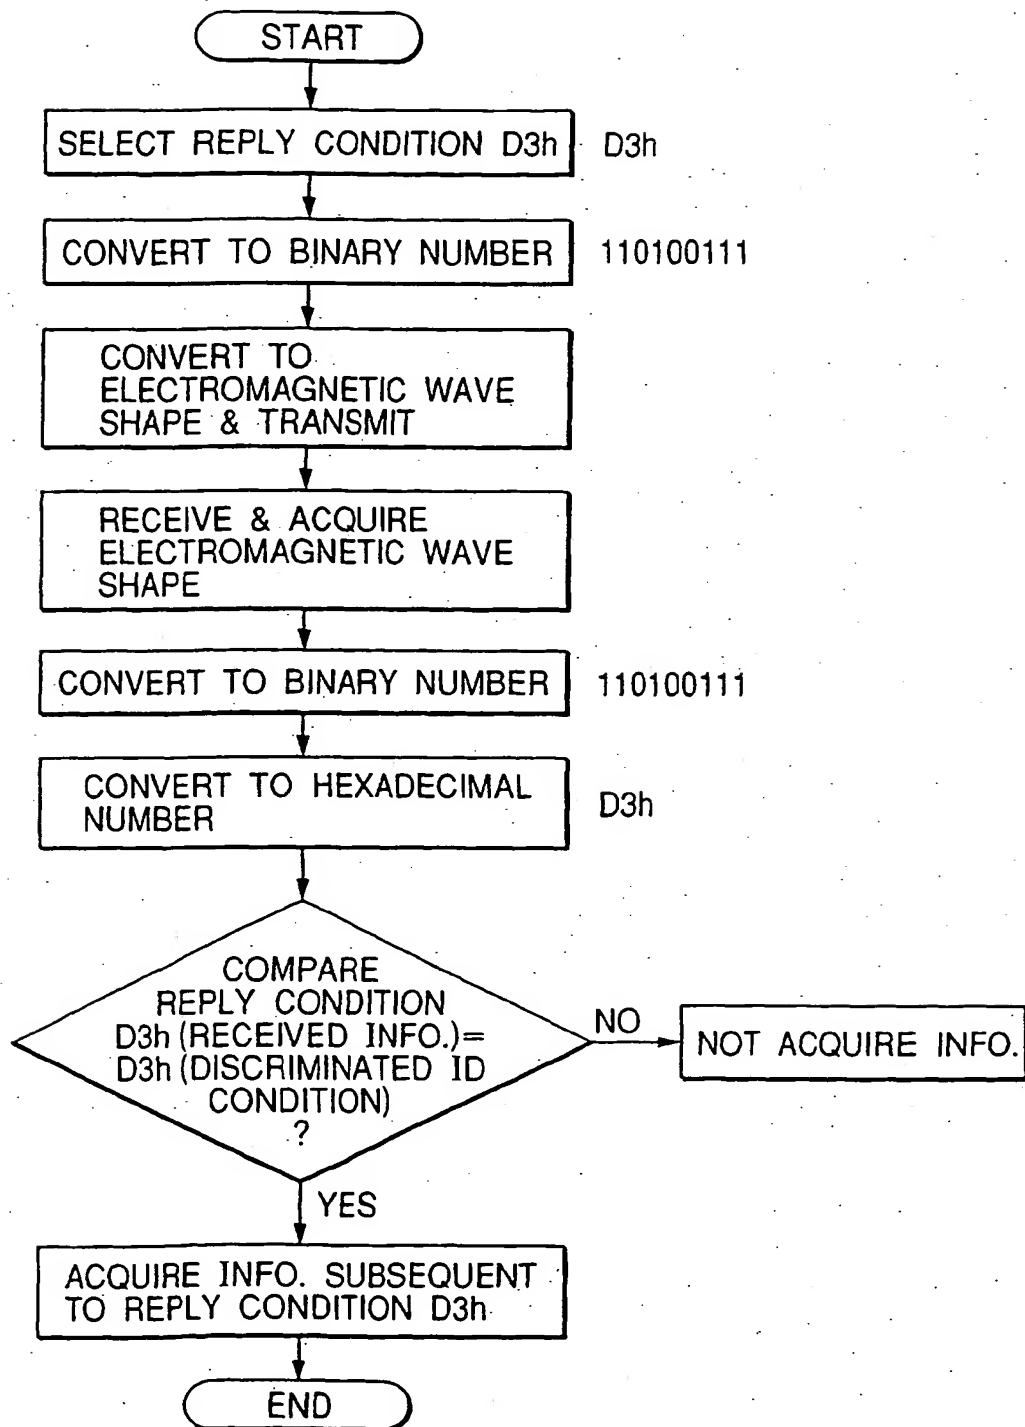 START
SELECT REPLY CONDITION D3h
D3h
CONVERT TO BINARY NUMBER
110100111
CONVERT TO
ELECTROMAGNETIC WAVE
SHAPE & TRANSMIT
RECEIVE & ACQUIRE
ELECTROMAGNETIC WAVE
SHAPE
CONVERT TO BINARY NUMBER
110100111
CONVERT TO HEXADECIMAL
NUMBER
D3h
COMPARE
REPLY CONDITION
D3h (RECEIVED INFO.)=
D3h (DISCRIMINATED ID
CONDITION)
?
NO
NOT ACQUIRE INFO.
YES
ACQUIRE INFO. SUBSEQUENT
TO REPLY CONDITION D3h
END